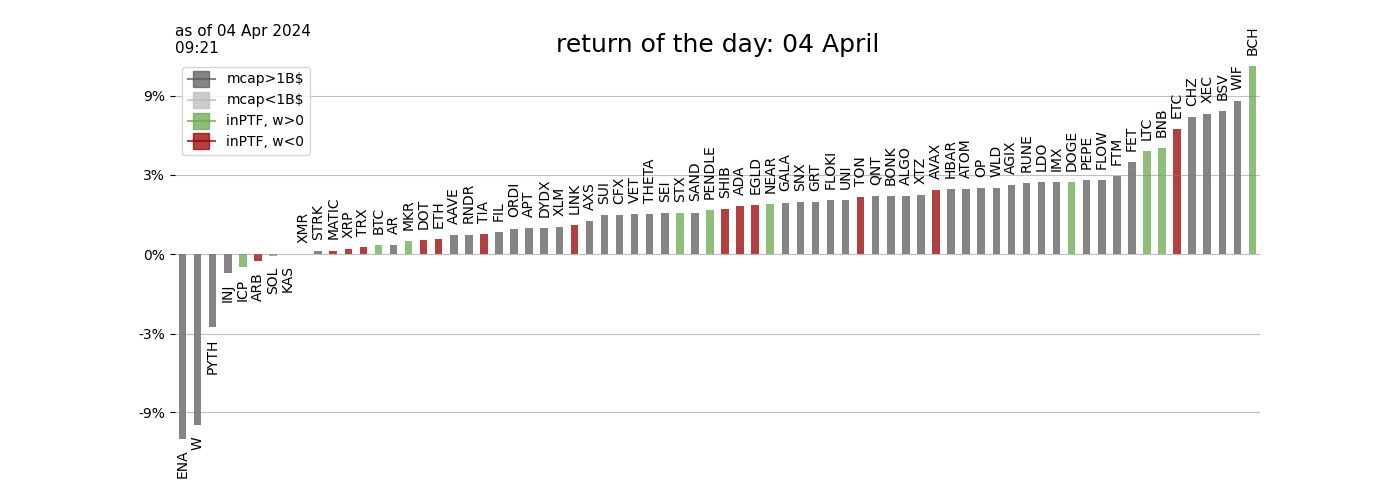 as of 04 Apr 2024
09:21
return of the day: 04 April
mcap>1B$
mcap<1B$
inPTF, w>0
inPTF, w<0
9%
3%
0%
-3%
-9%
ENA
W
PYTH
INJ
ICP
ARB
SOL
KAS
XMR
STRK
MATIC
XRP
TRX
BTC
AR
MKR
DOT
ETH
AAVE
RNDR
TIA
FIL
ORDI
APT
DYDX
XLM
LINK
AXS
SUI
CFX
VET
THETA
SEI
STX
SAND
PENDLE
SHIB
ADA
EGLD
NEAR
GALA
SNX
GRT
FLOKI
UNI
TON
QNT
BONK
ALGO
XTZ
AVAX
HBAR
ATOM
OP
WLD
AGIX
RUNE
LDO
IMX
DOGE
PEPE
FLOW
FTM
FET
LTC
BNB
ETC
CHZ
XEC
BSV
WIF
BCH